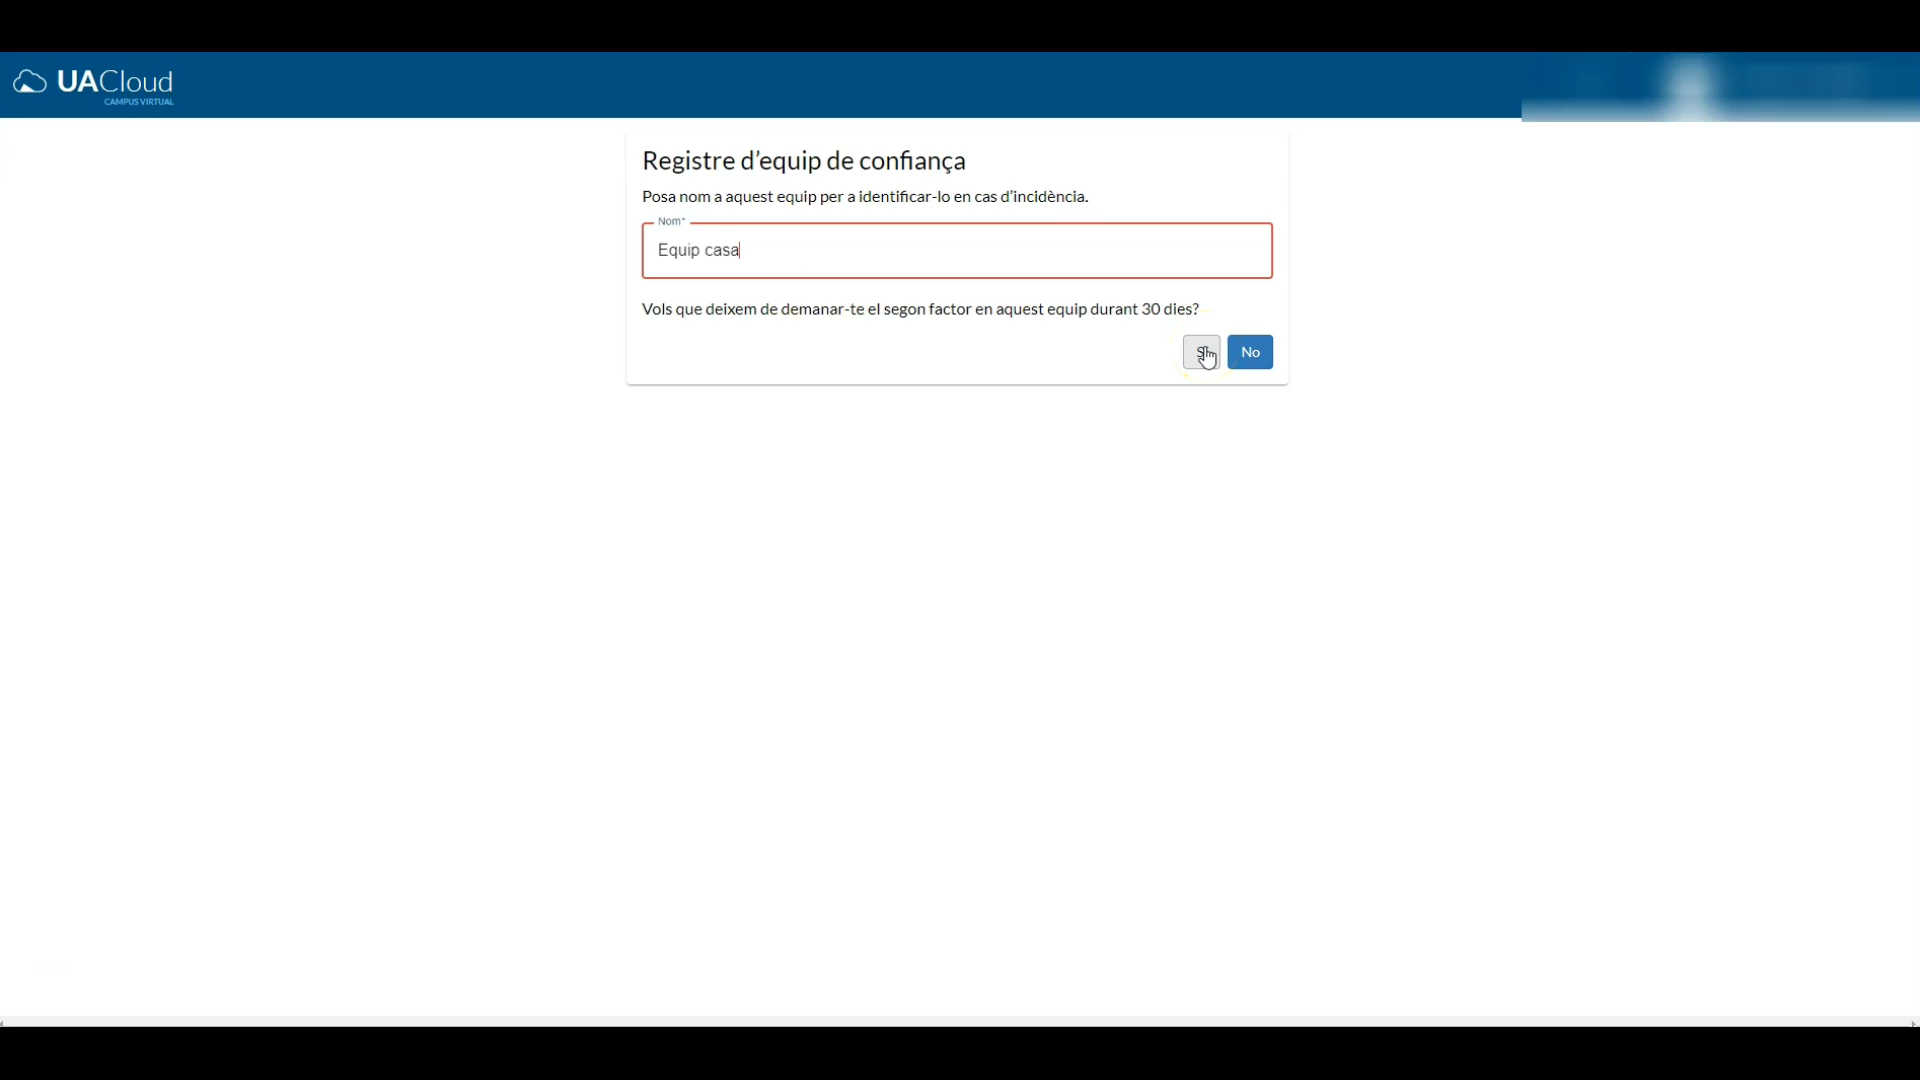 UACloud
CAMPUS VIRTUAL
Registre d’equip de confiança
Posa nom a aquest equip per a identificar-lo en cas d’incidència.
Nom*
Equip casa
Vols que deixem de demanar-te el segon factor en aquest equip durant 30 dies?
No